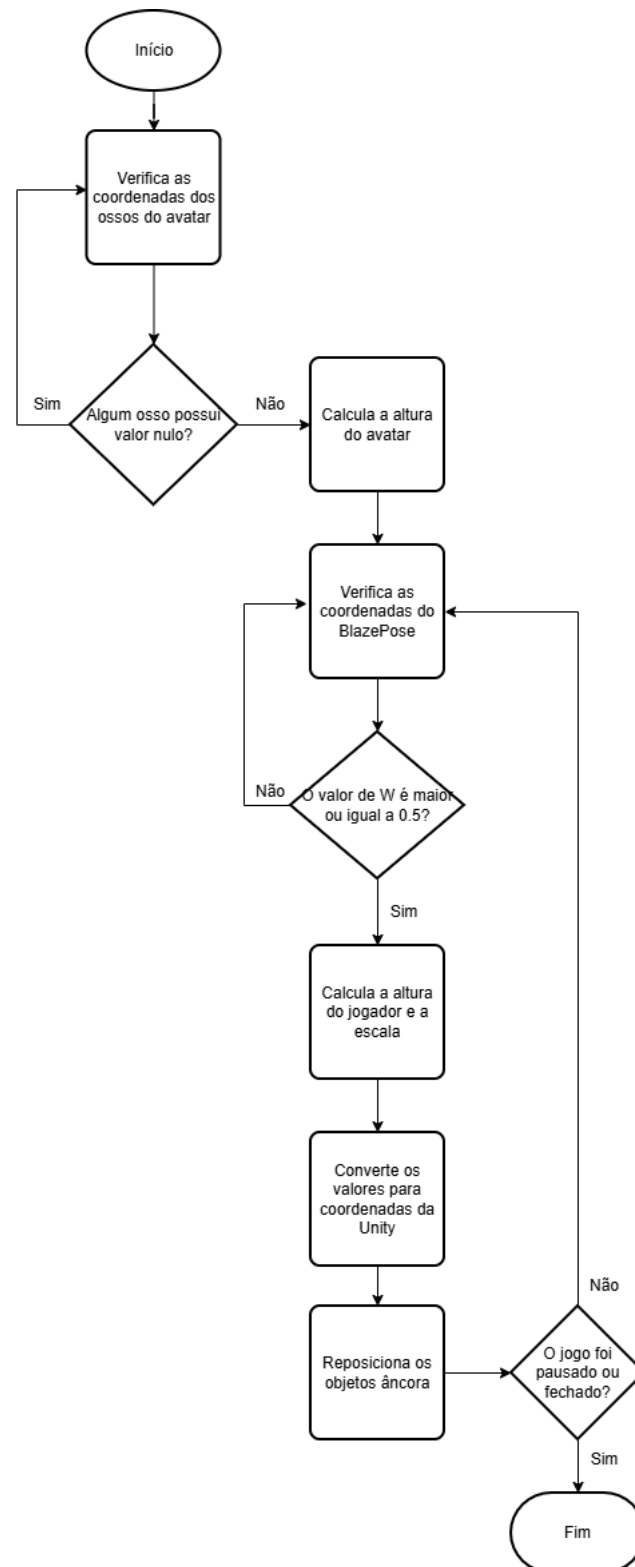 Início
Verifica as
coordenadas dos
ossos do avatar
Sim
Algum osso possui
valor nulo?
Não
Calcula a altura
do avatar
Verifica as
coordenadas do
BlazePose
Não
O valor de W é maior
ou igual a 0.5?
Sim
Calcula a altura
do jogador e a
escala
Converte os
valores para
coordenadas da
Unity
Reposiciona os
objetos âncora
Não
O jogo foi
pausado ou
fechado?
Sim
Fim